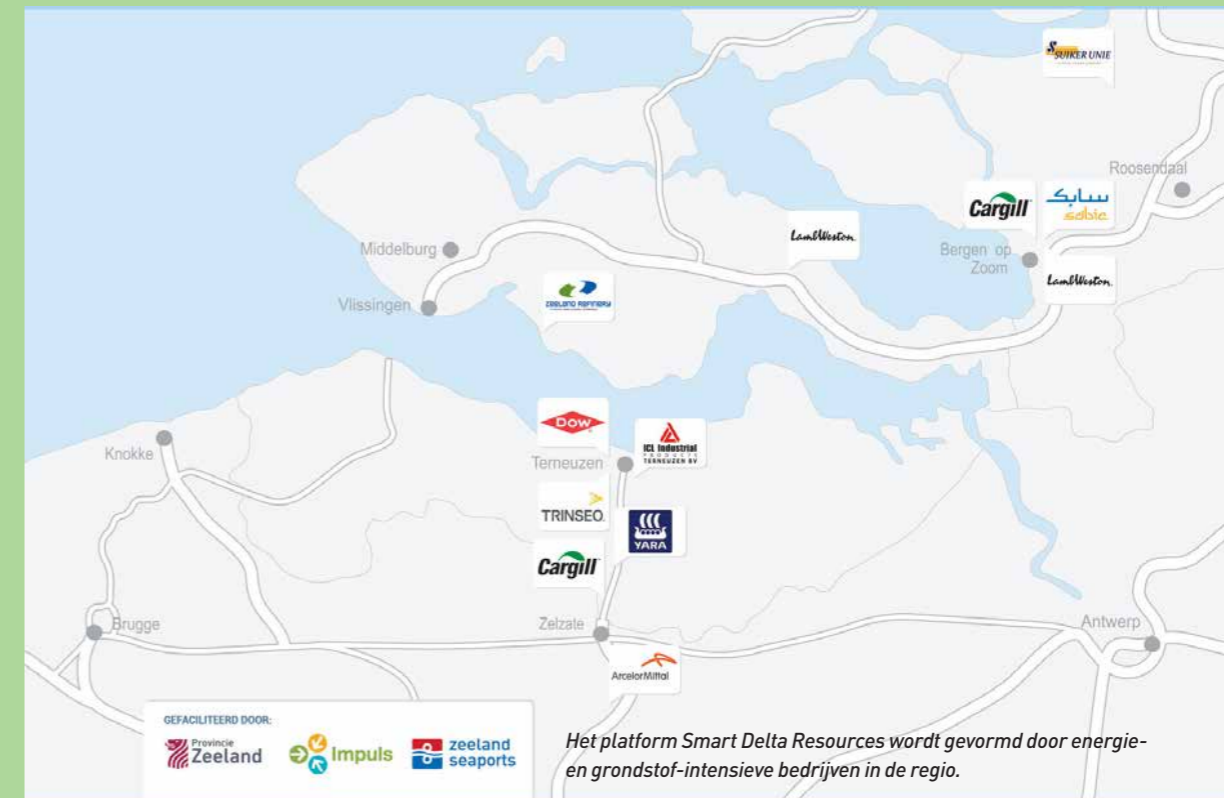 SUIKER UNIE
Roosendaal
Cargill
سابك
sabic
LambWeston
Middelburg
Bergen op
Zoom
LambWeston
Vlissingen
ZEELAND REFINERY
DOW
ICL Industrial
PRODUCTS
TERNEUZEN BV
Knokke
Terneuzen
TRINSEO
YARA
Cargill
Brugge
Zelzate
Antwerp
ArcelorMittal
GEFACILITEERD DOOR:
Provincie
Zeeland
Impuls
zeeland
seaports
Het platform Smart Delta Resources wordt gevormd door energie-
en grondstof-intensieve bedrijven in de regio.